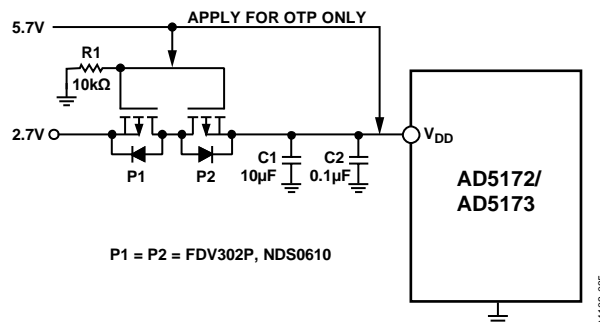 APPLY FOR OTP ONLY
5.7V
R1
10kΩ
2.7V
P1
P2
C1
10µF
C2
0.1µF
VDD
AD5172/
AD5173
P1 = P2 = FDV302P, NDS0610